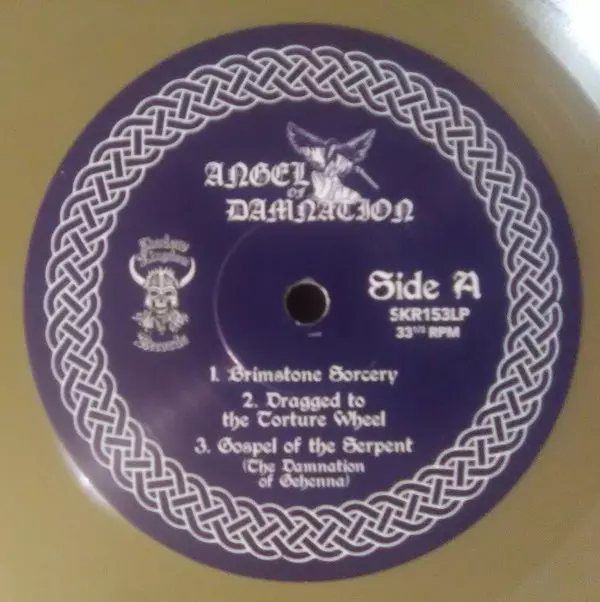 ANGEL
OF
DAMNATION
Side A
SKR153LP
33 1/3 RPM
Records
1. Brimstone Sorcery
2. Dragged to
the Torture Wheel
3. Gospel of the Serpent
(The Damnation
of Gehenna)